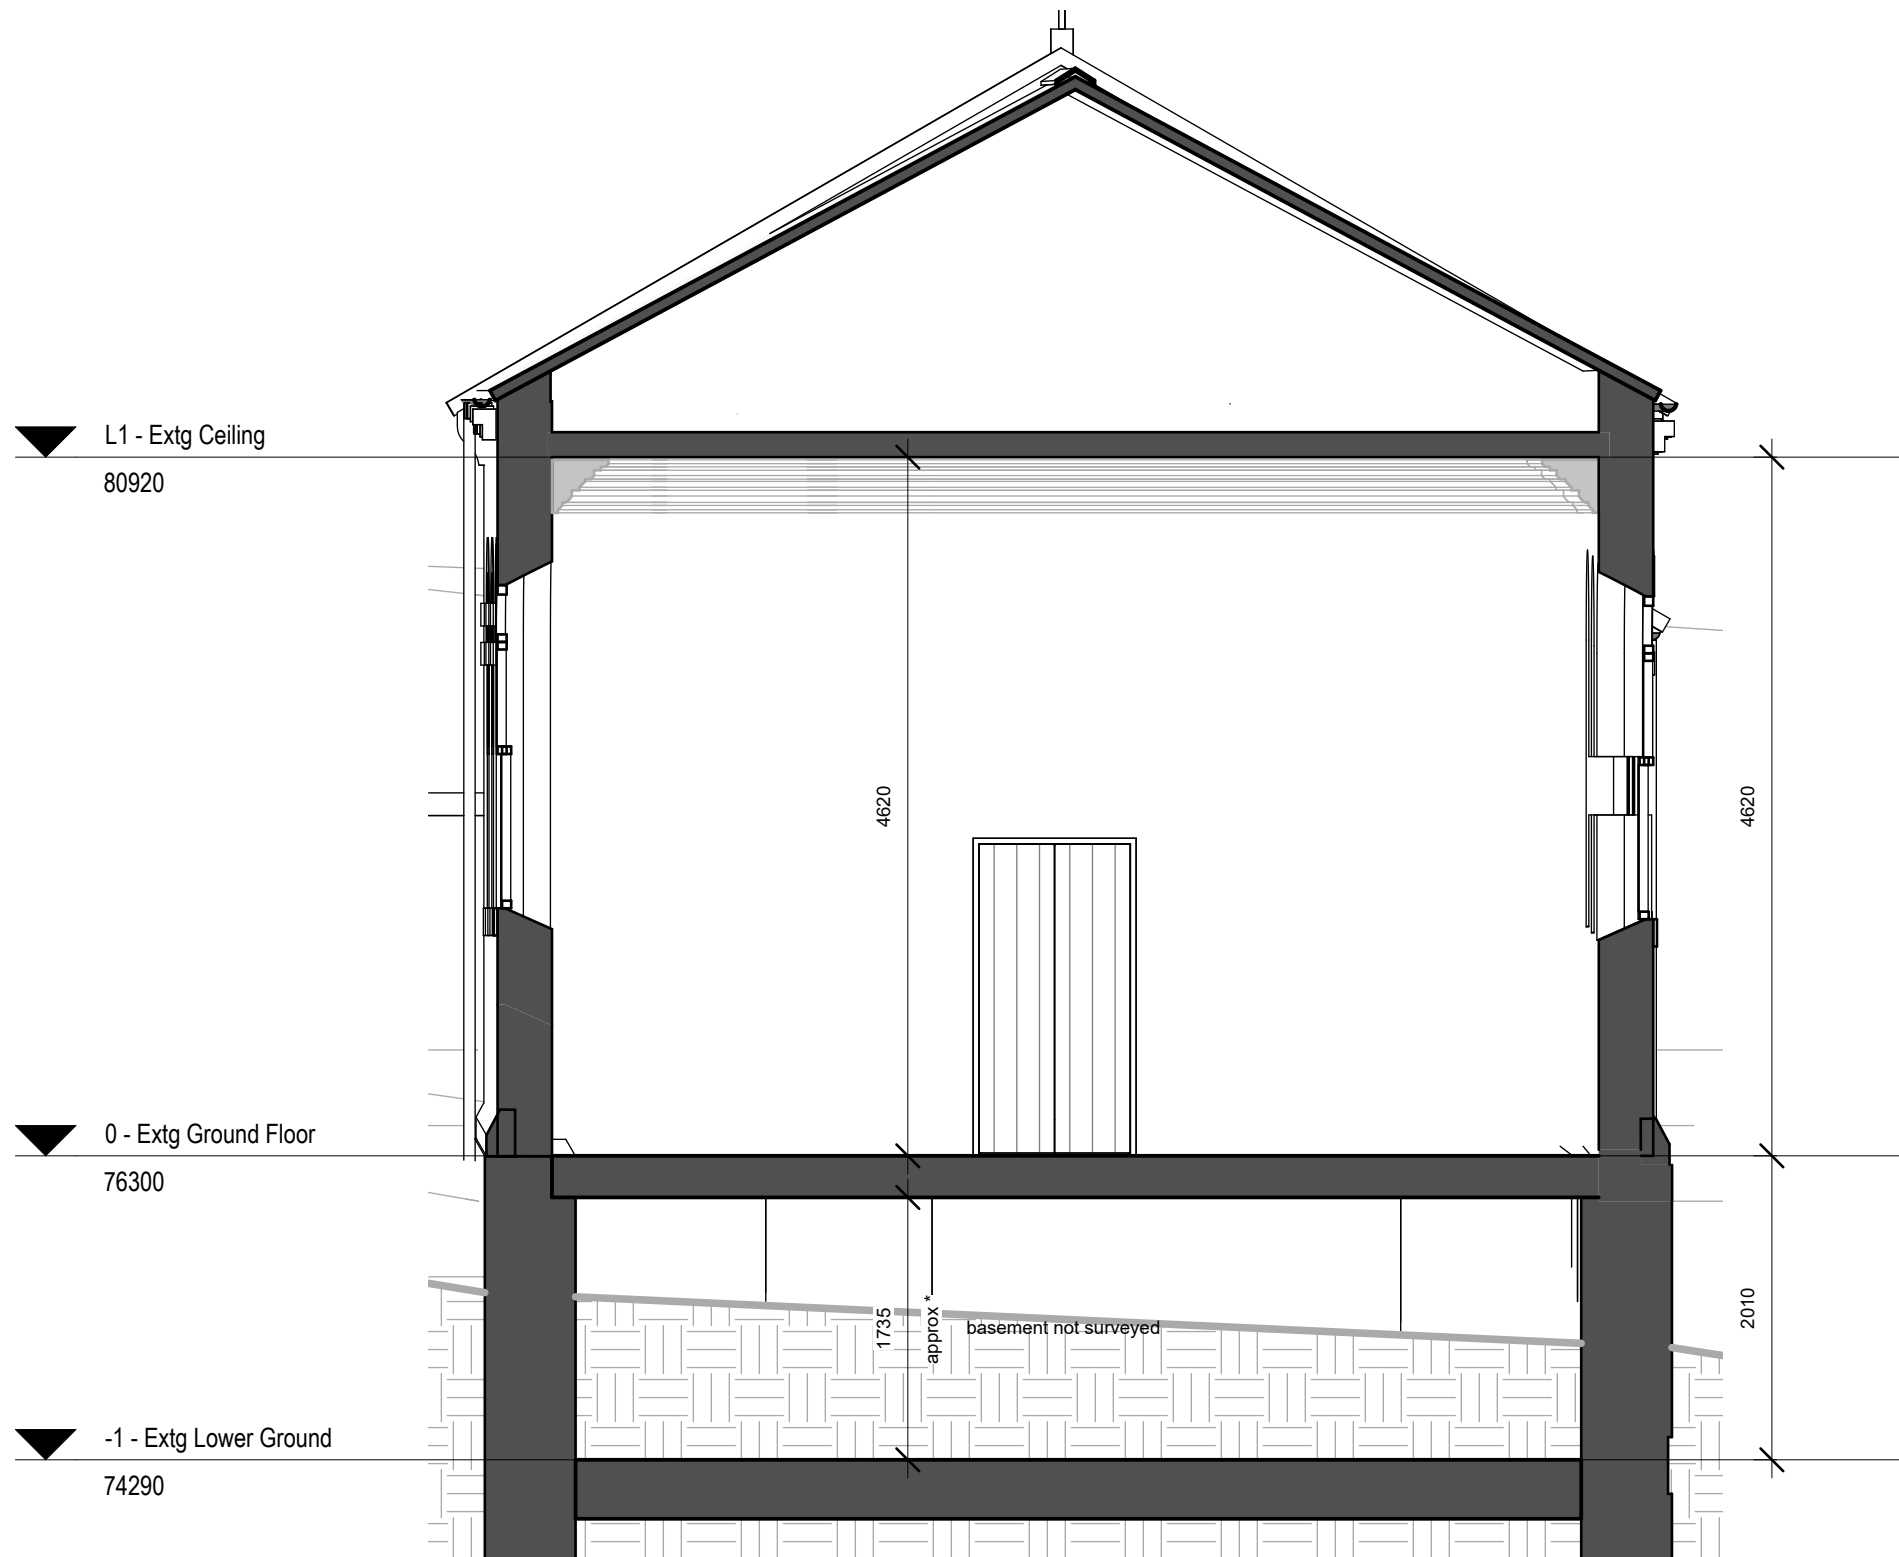 L1 - Extg Ceiling
80920
4620
4620
0 - Extg Ground Floor
76300
1735
approx *
basement not surveyed
2010
-1 - Extg Lower Ground
74290